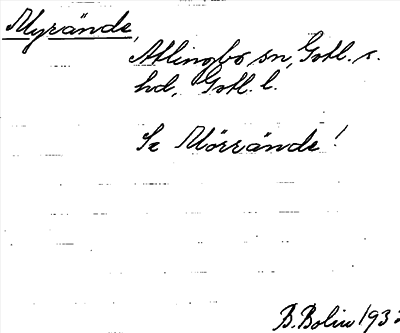 Myrände,
Atlingbo sn, Gotl. s.
hd, Gotl. l.
Se Mörrände!
B. Bolin 193